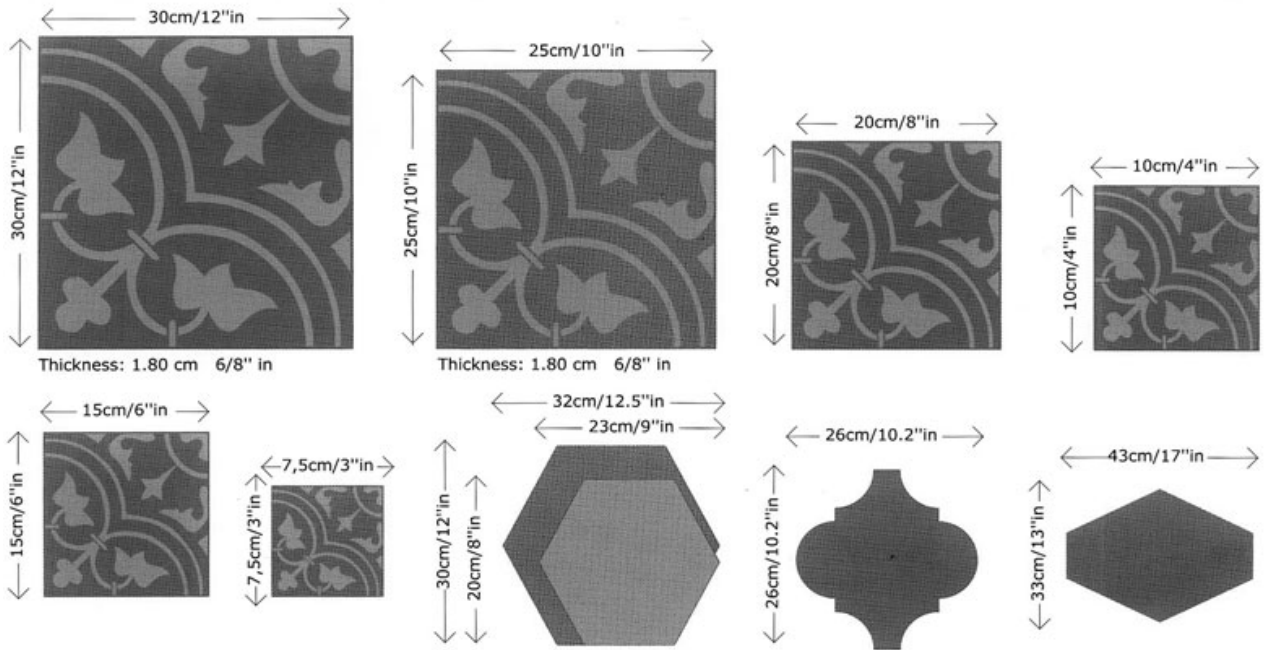 30cm/12"in
30cm/12"in
Thickness: 1.80 cm 6/8" in
25cm/10"in
25cm/10"in
Thickness: 1.80 cm 6/8" in
20cm/8"in
20cm/8"in
10cm/4"in
10cm/4"in
15cm/6"in
15cm/6"in
7,5cm/3"in
7,5cm/3"in
32cm/12.5"in
23cm/9"in
30cm/12"in
20cm/8"in
26cm/10.2"in
26cm/10.2"in
43cm/17"in
33cm/13"in